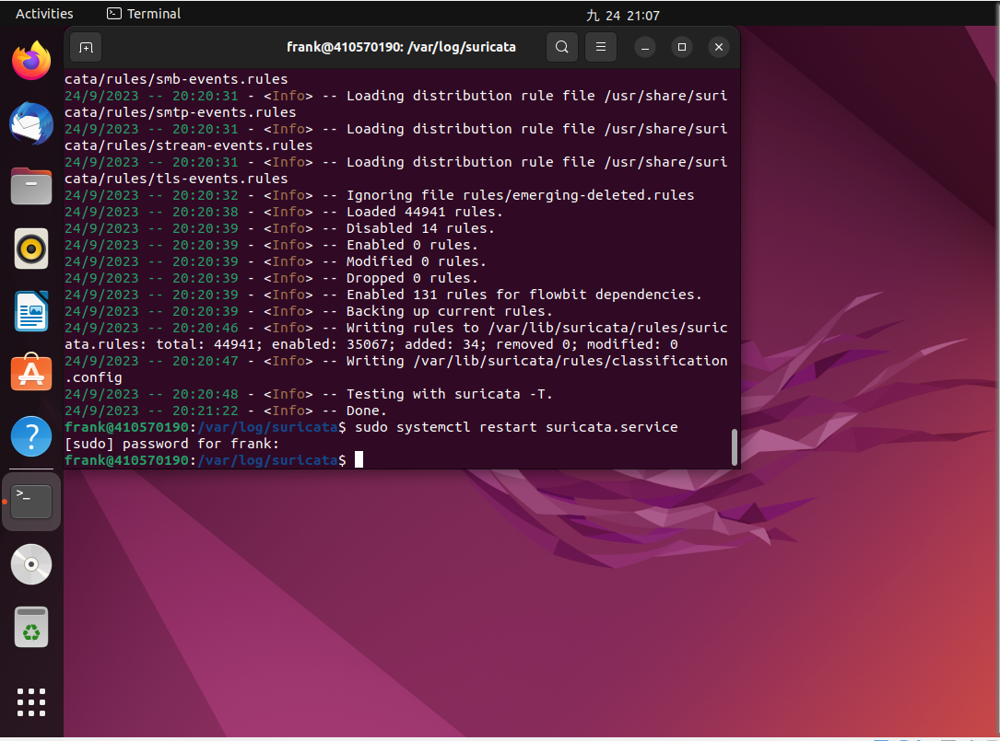 Activities
Terminal
九 24 21:07
frank@410570190: /var/log/suricata
cata/rules/smb-events.rules
24/9/2023 -- 20:20:31 - <Info> -- Loading distribution rule file /usr/share/suri
cata/rules/smtp-events.rules
24/9/2023 -- 20:20:31 - <Info> -- Loading distribution rule file /usr/share/suri
cata/rules/stream-events.rules
24/9/2023 -- 20:20:31 - <Info> -- Loading distribution rule file /usr/share/suri
cata/rules/tls-events.rules
24/9/2023 -- 20:20:32 - <Info> -- Ignoring file rules/emerging-deleted.rules
24/9/2023 -- 20:20:38 - <Info> -- Loaded 44941 rules.
24/9/2023 -- 20:20:39 - <Info> -- Disabled 14 rules.
24/9/2023 -- 20:20:39 - <Info> -- Enabled 0 rules.
24/9/2023 -- 20:20:39 - <Info> -- Modified 0 rules.
24/9/2023 -- 20:20:39 - <Info> -- Dropped 0 rules.
24/9/2023 -- 20:20:39 - <Info> -- Enabled 131 rules for flowbit dependencies.
24/9/2023 -- 20:20:39 - <Info> -- Backing up current rules.
24/9/2023 -- 20:20:46 - <Info> -- Writing rules to /var/lib/suricata/rules/suric
ata.rules: total: 44941; enabled: 35067; added: 34; removed 0; modified: 0
24/9/2023 -- 20:20:47 - <Info> -- Writing /var/lib/suricata/rules/classification
.config
24/9/2023 -- 20:20:48 - <Info> -- Testing with suricata -T.
24/9/2023 -- 20:21:22 - <Info> -- Done.
frank@410570190:/var/log/suricata$ sudo systemctl restart suricata.service
[sudo] password for frank:
frank@410570190:/var/log/suricata$